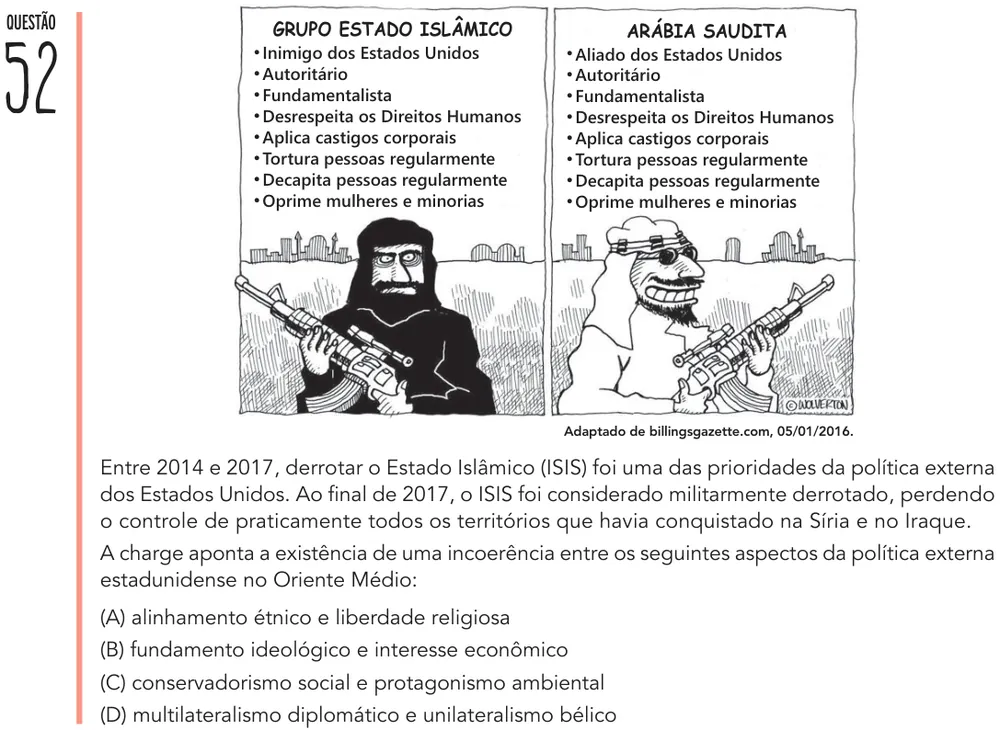 QUESTÃO
52
GRUPO ESTADO ISLÂMICO
• Inimigo dos Estados Unidos
• Autoritário
• Fundamentalista
• Desrespeita os Direitos Humanos
• Aplica castigos corporais
• Tortura pessoas regularmente
• Decapita pessoas regularmente
• Oprime mulheres e minorias
ARÁBIA SAUDITA
• Aliado dos Estados Unidos
• Autoritário
• Fundamentalista
• Desrespeita os Direitos Humanos
• Aplica castigos corporais
• Tortura pessoas regularmente
• Decapita pessoas regularmente
• Oprime mulheres e minorias
© WOLVERTON
Adaptado de billingsgazette.com, 05/01/2016.
Entre 2014 e 2017, derrotar o Estado Islâmico (ISIS) foi uma das prioridades da política externa
dos Estados Unidos. Ao final de 2017, o ISIS foi considerado militarmente derrotado, perdendo
o controle de praticamente todos os territórios que havia conquistado na Síria e no Iraque.
A charge aponta a existência de uma incoerência entre os seguintes aspectos da política externa
estadunidense no Oriente Médio:
(A) alinhamento étnico e liberdade religiosa
(B) fundamento ideológico e interesse econômico
(C) conservadorismo social e protagonismo ambiental
(D) multilateralismo diplomático e unilateralismo bélico